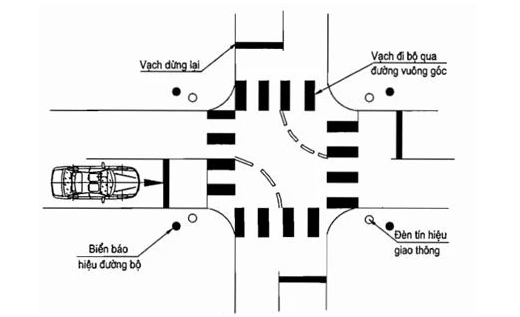 Vạch dừng lại
Vạch đi bộ qua
đường vuông góc
Biển báo
hiệu đường bộ
Đèn tín hiệu
giao thông